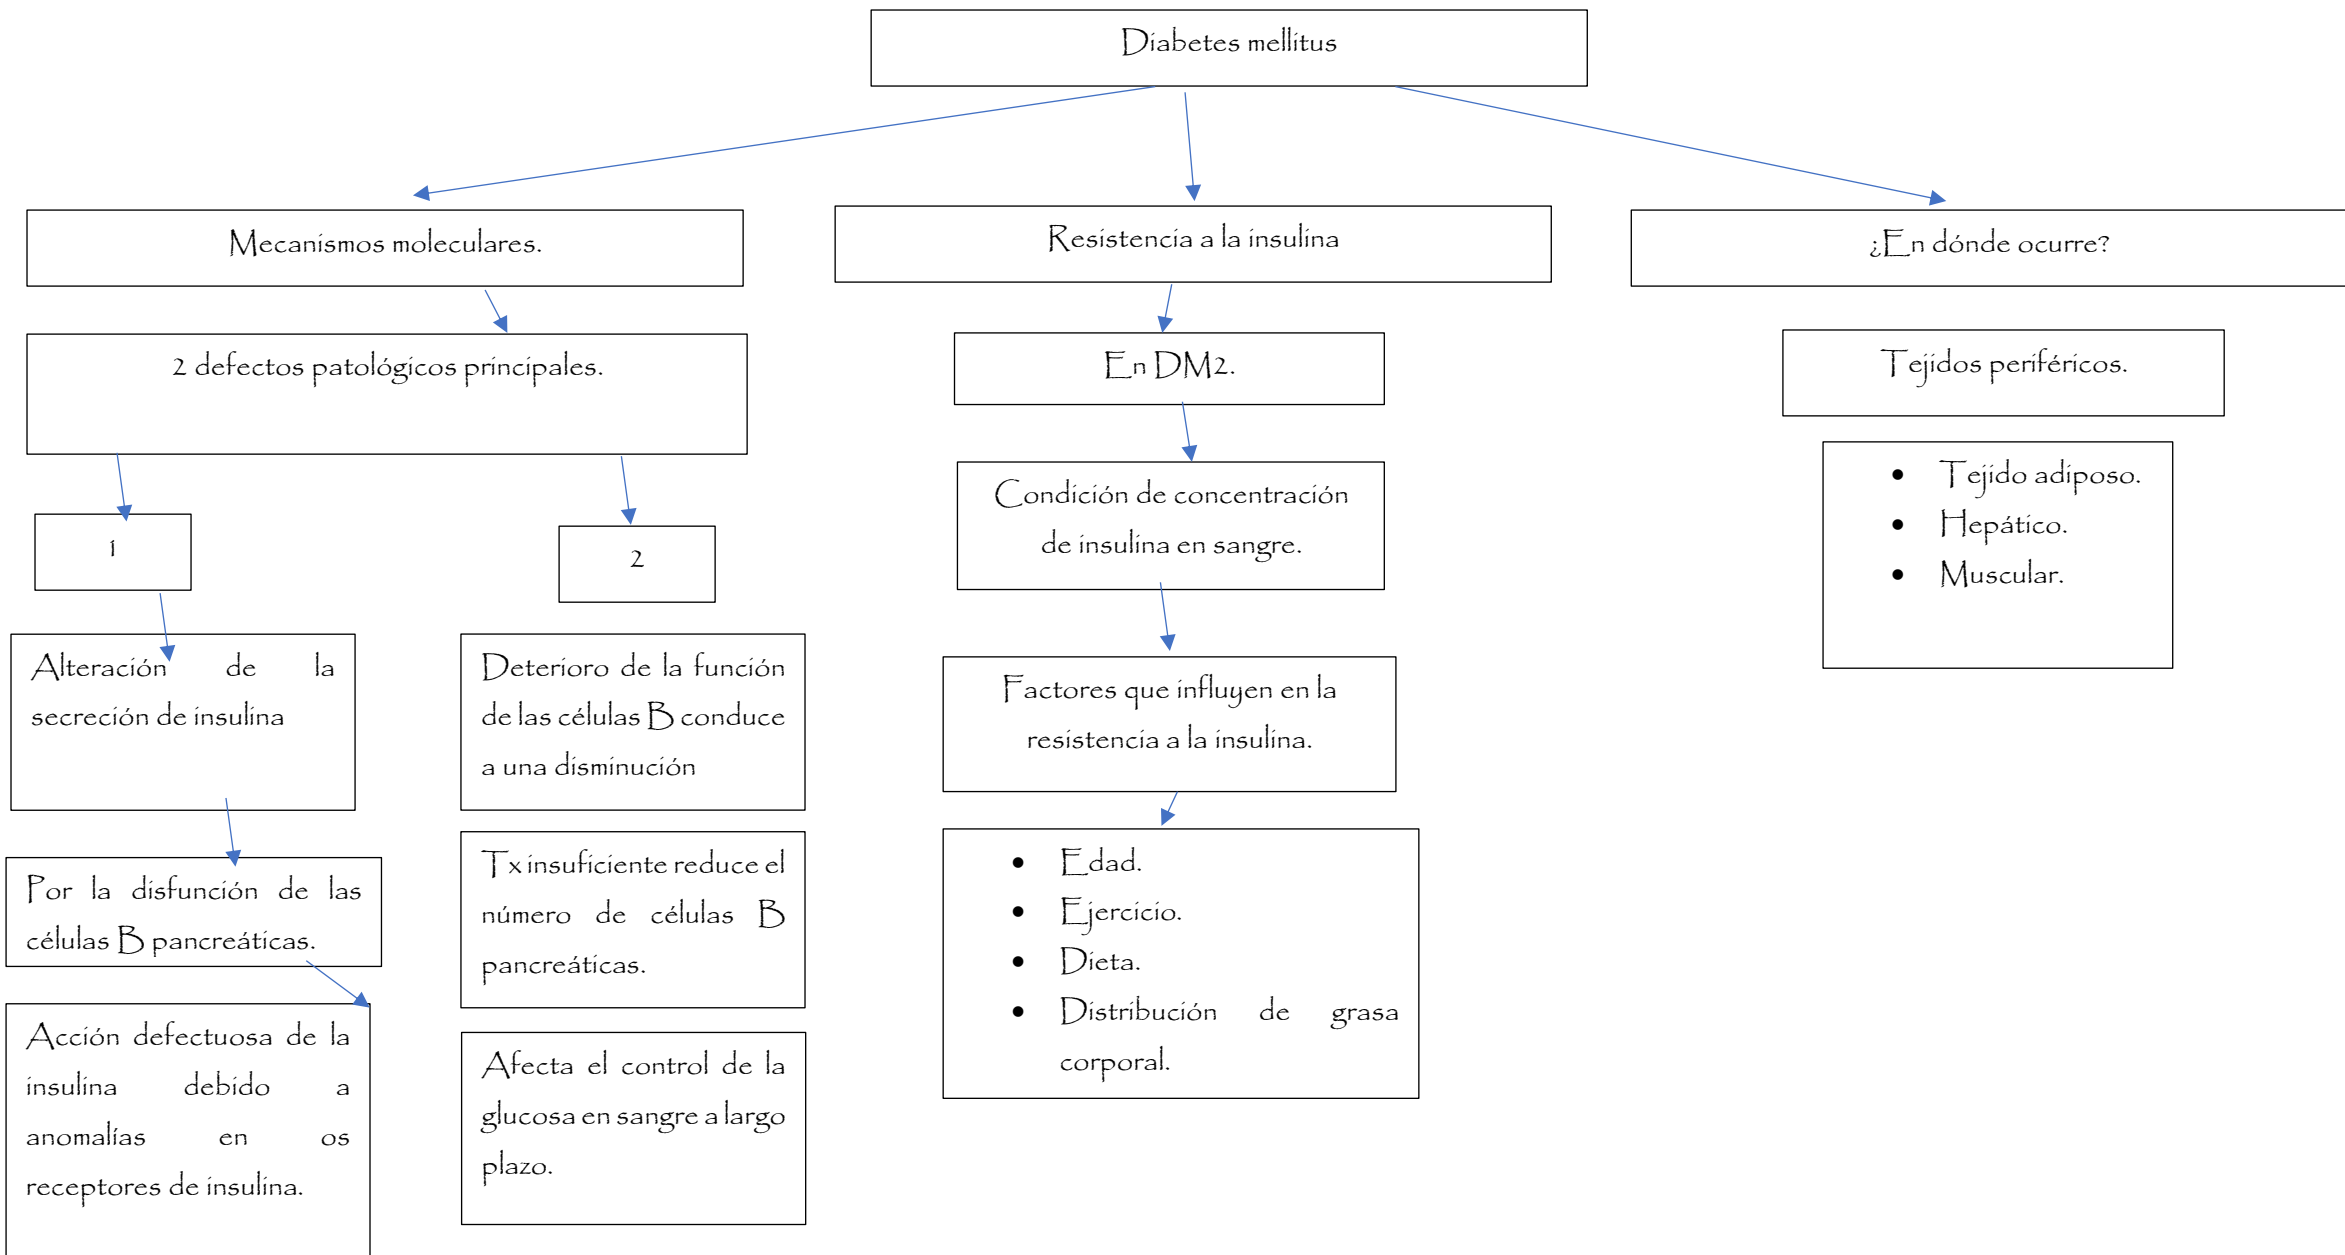 Diabetes mellitus
Mecanismos moleculares.
Resistencia a la insulina
¿En dónde ocurre?
2 defectos patológicos principales.
En DM2.
Tejidos periféricos.
1
2
Condición de concentración
de insulina en sangre.
• Tejido adiposo.
• Hepático.
• Muscular.
Alteración de la
secreción de insulina
Deterioro de la función
de las células B conduce
a una disminución
Factores que influyen en la
resistencia a la insulina.
Por la disfunción de las
células B pancreáticas.
Tx insuficiente reduce el
número de células B
pancreáticas.
• Edad.
• Ejercicio.
• Dieta.
• Distribución de grasa
corporal.
Acción defectuosa de la
insulina debido a
anomalías en os
receptores de insulina.
Afecta el control de la
glucosa en sangre a largo
plazo.